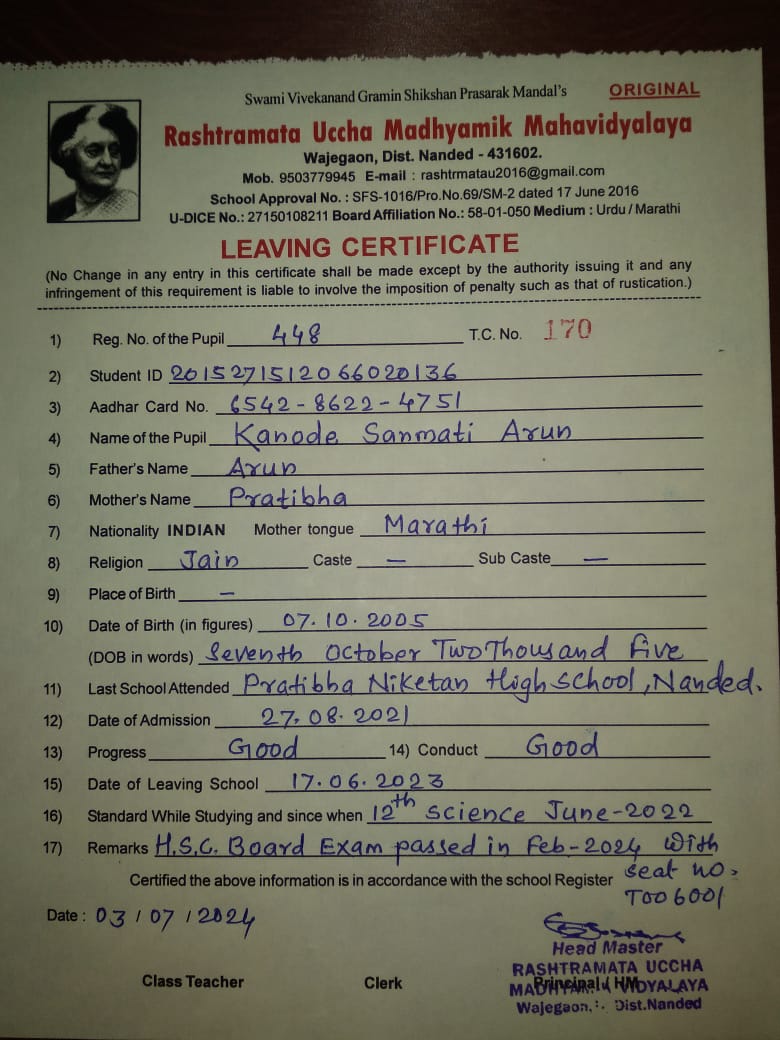 Swami Vivekanand Gramin Shikshan Prasarak Mandal's ORIGINAL
Rashtramata Uccha Madhyamik Mahavidyalaya
Wajegaon, Dist. Nanded - 431602.
Mob. 9503779945 E-mail : rashtrmatau2016@gmail.com
School Approval No. : SFS-1016/Pro.No.69/SM-2 dated 17 June 2016
U-DICE No.: 27150108211 Board Affiliation No.: 58-01-050 Medium : Urdu / Marathi
LEAVING CERTIFICATE
(No Change in any entry in this certificate shall be made except by the authority issuing it and any
infringement of this requirement is liable to involve the imposition of penalty such as that of rustication.)
1) Reg. No. of the Pupil 448 T.C. No. 170
2) Student ID 2015271512066020136
3) Aadhar Card No. 6542-8622-4751
4) Name of the Pupil Kanode Sanmati Arun
5) Father's Name Arun
6) Mother's Name Pratibha
7) Nationality INDIAN Mother tongue Marathi
8) Religion Jain Caste — Sub Caste —
9) Place of Birth —
10) Date of Birth (in figures) 07.10.2005
(DOB in words) Seventh October Two Thousand Five
11) Last School Attended Pratibha Niketan High school, Nanded.
12) Date of Admission 27.08.2021
13) Progress Good 14) Conduct Good
15) Date of Leaving School 17.06.2023
16) Standard While Studying and since when 12th Science June-2022
17) Remarks H.S.C. Board Exam passed in Feb-2024 with
Certified the above information is in accordance with the school Register seat no.
T006001
Date : 03/07/2024
Head Master
RASHTRAMATA UCCHA
Class Teacher Clerk Principal / HM
Wajegaon, Dist.Nanded